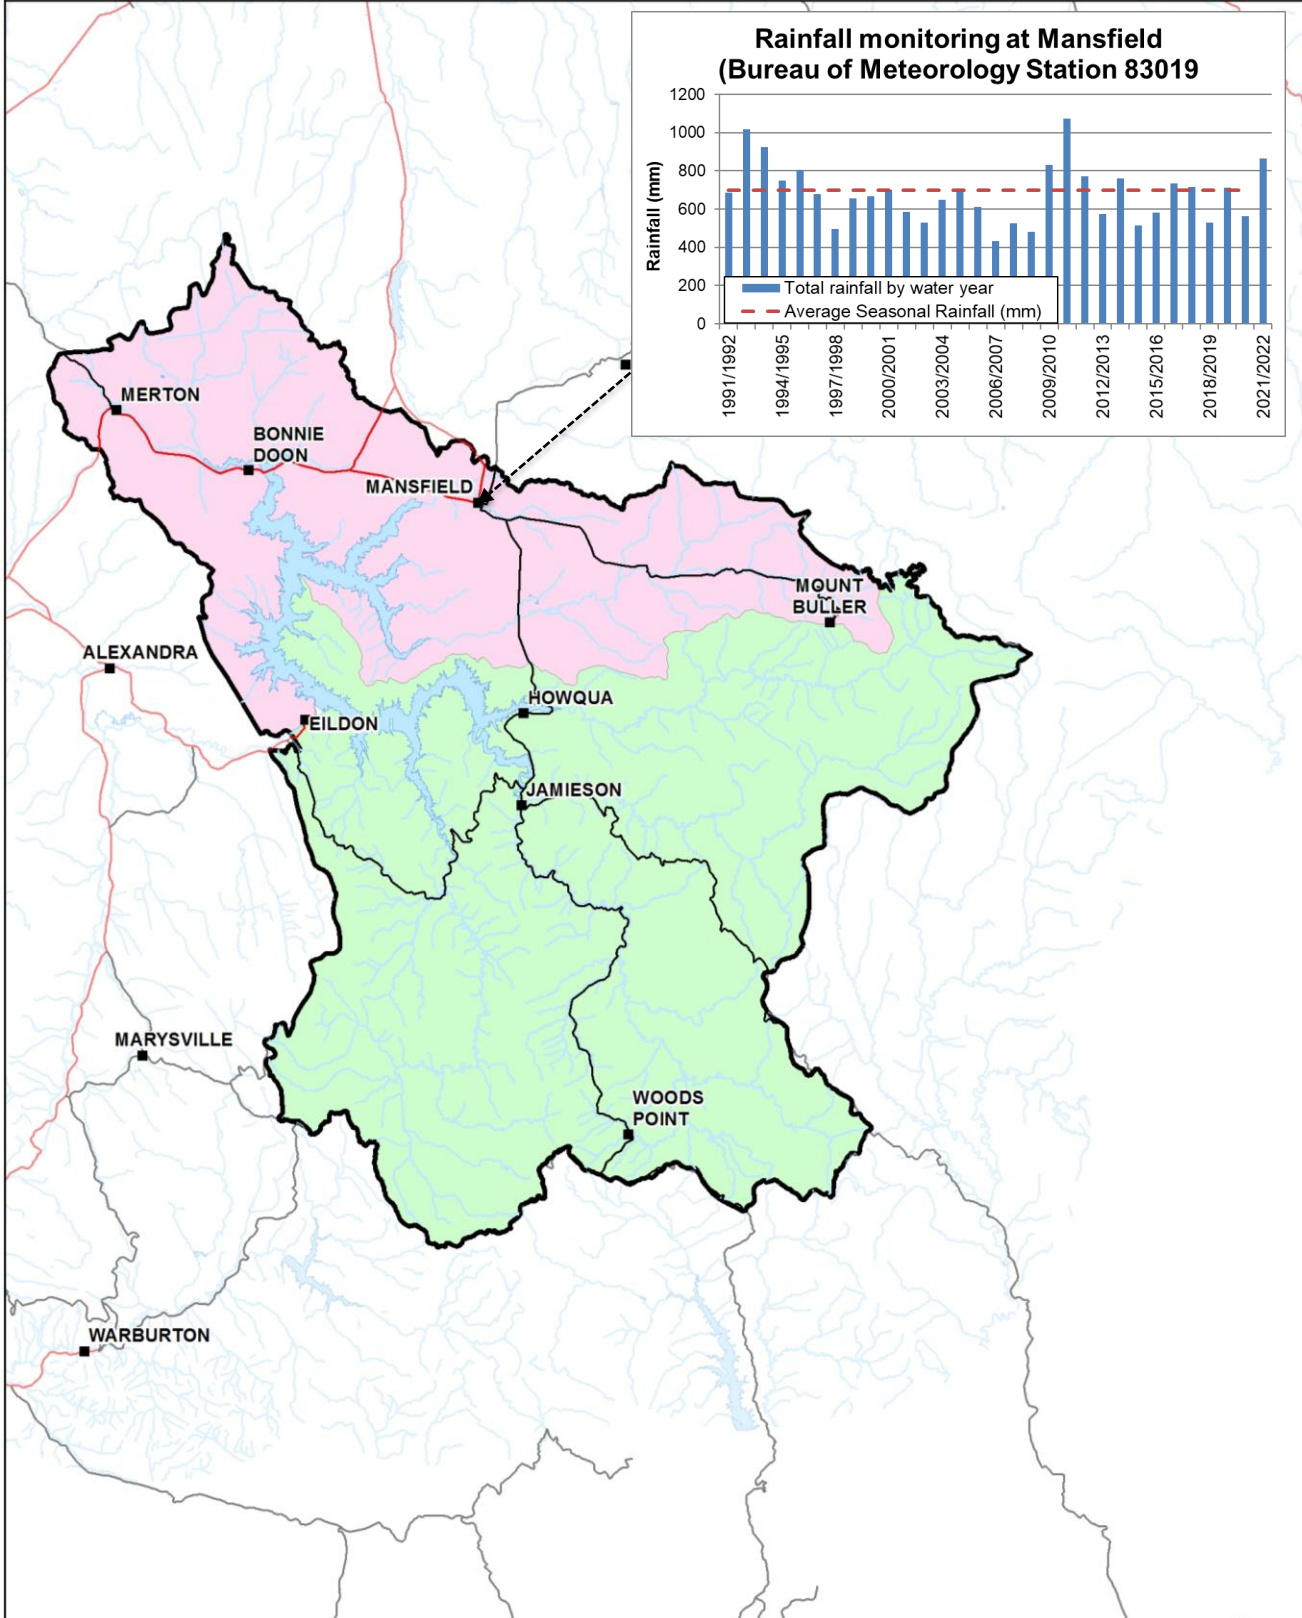 Rainfall monitoring at Mansfield
(Bureau of Meteorology Station 83019
Rainfall (mm)
1200
1000
800
600
400
200
0
Total rainfall by water year
Average Seasonal Rainfall (mm)
1991/1992
1994/1995
1997/1998
2000/2001
2003/2004
2006/2007
2009/2010
2012/2013
2015/2016
2018/2019
2021/2022
MERTON
BONNIE
DOON
MANSFIELD
MOUNT
BULLER
ALEXANDRA
HOWQUA
EILDON
JAMIESON
MARYSVILLE
WOODS
POINT
WARBURTON